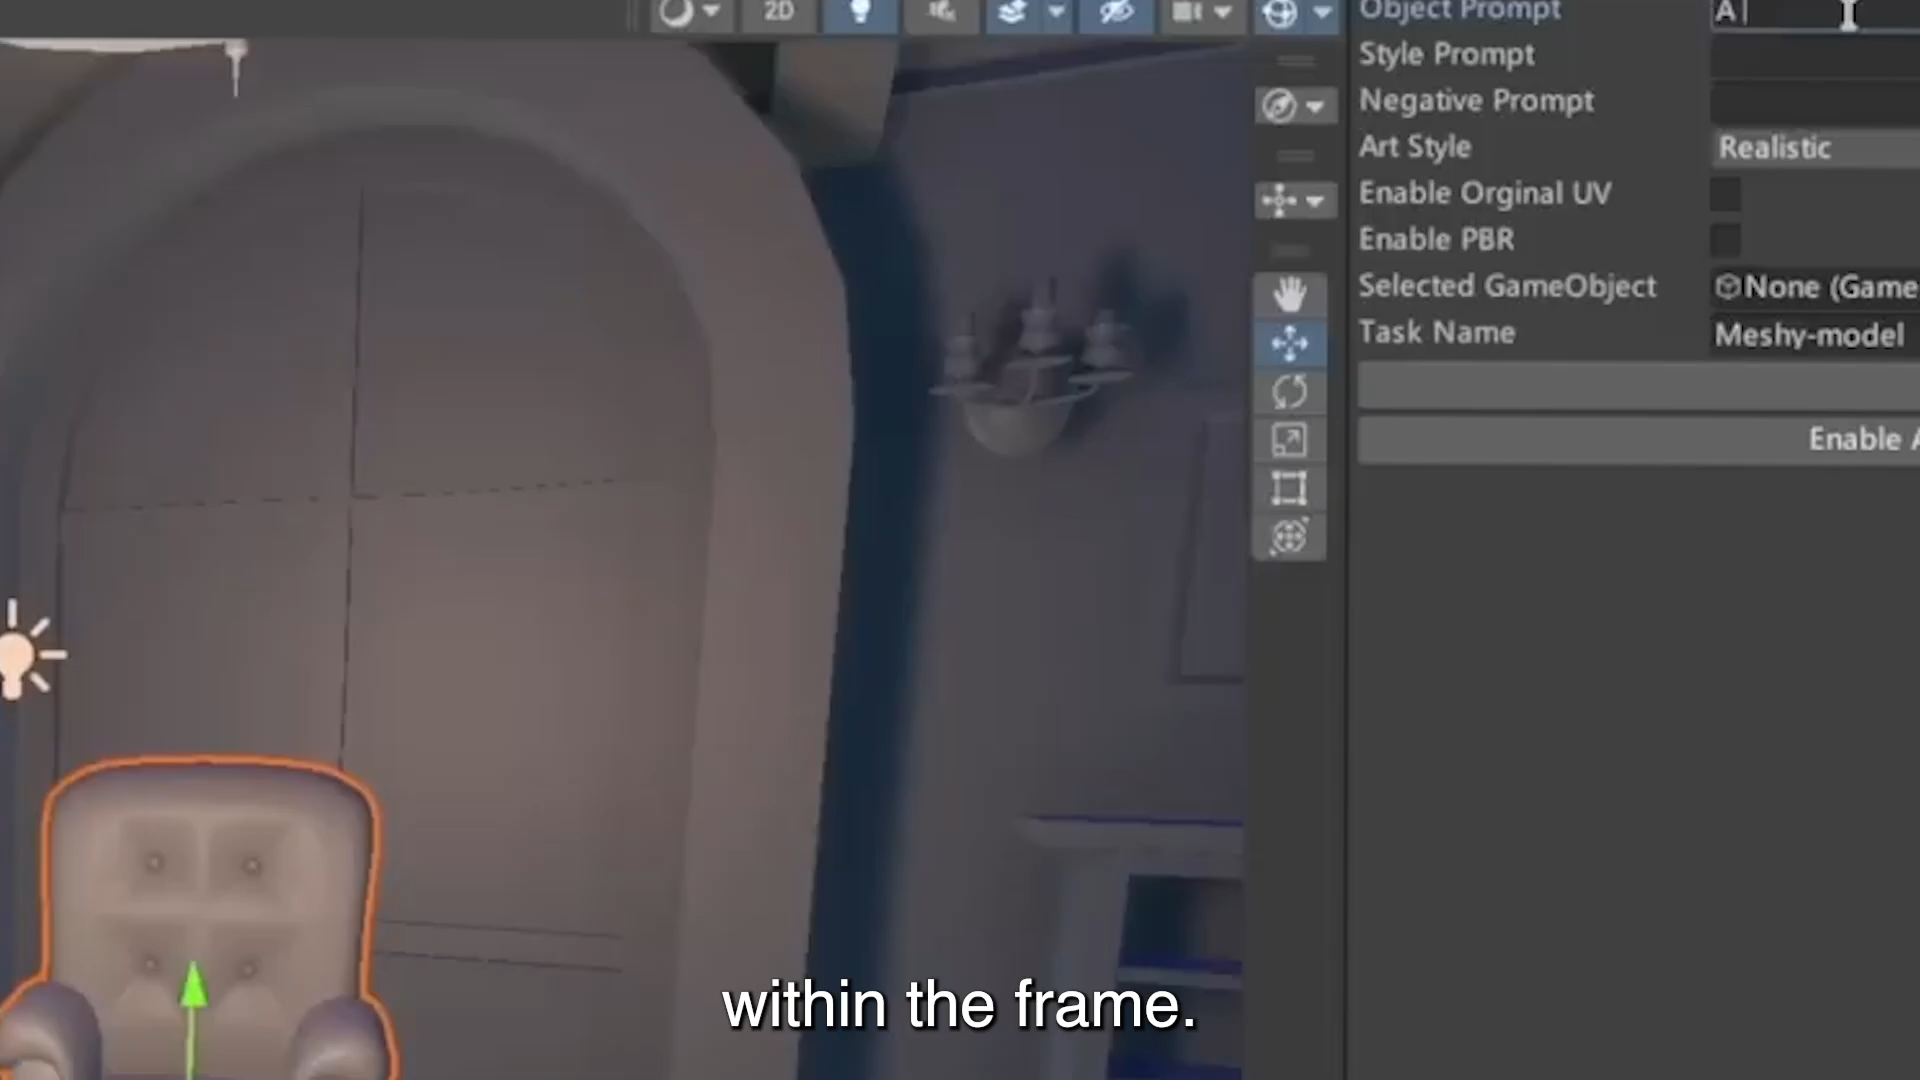 2D
Object Prompt
A
Style Prompt
Negative Prompt
Art Style
Realistic
Enable Orginal UV
Enable PBR
Selected GameObject
None (Game
Task Name
Meshy-model
Enable A
within the frame.